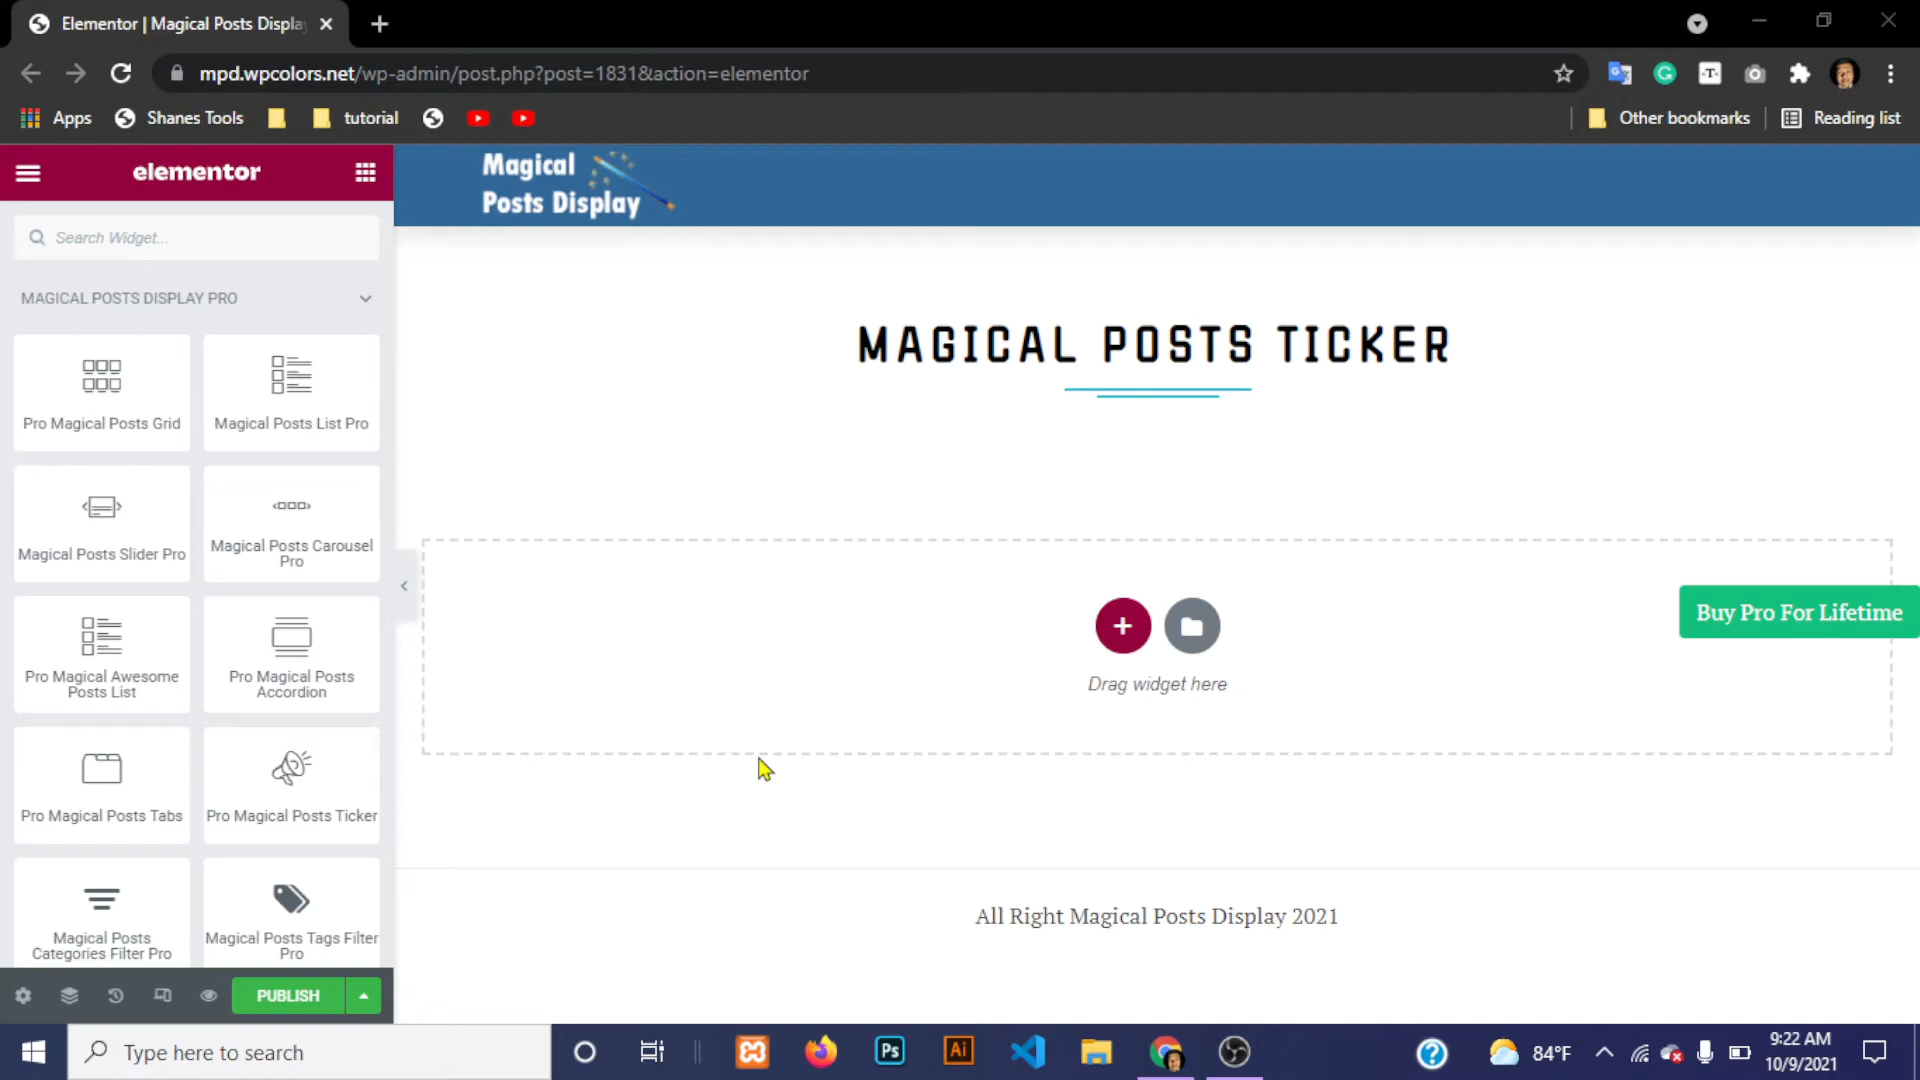 Elementor | Magical Posts Displa
mpd.wpcolors.net/wp-admin/post.php?post=1831&action=elementor
Apps
Shanes Tools
tutorial
Other bookmarks
Reading list
elementor
Magical
Posts Display
Search Widget...
MAGICAL POSTS DISPLAY PRO
Pro Magical Posts Grid
Magical Posts List Pro
Magical Posts Slider Pro
Magical Posts Carousel
Pro
Pro Magical Awesome
Posts List
Pro Magical Posts
Accordion
Pro Magical Posts Tabs
Pro Magical Posts Ticker
Magical Posts
Categories Filter Pro
Magical Posts Tags Filter
Pro
PUBLISH
MAGICAL POSTS TICKER
Drag widget here
Buy Pro For Lifetime
All Right Magical Posts Display 2021
Type here to search
Ps
Ai
84°F
9:22 AM
10/9/2021